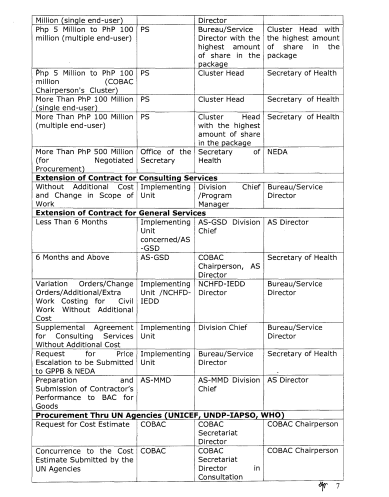 Million (single end-user) Director
Php 5 Million to PhP 100 PS Bureau/Service Cluster Head with
million (multiple end-user) Director with the the highest amount
highest amount of share in the
of share in the package
package
Php 5 Million to PhP 100 PS Cluster Head Secretary of Health
million (COBAC
Chairperson's Cluster)
More Than PhP 100 Million PS Cluster Head Secretary of Health
(single end-user)
More Than PhP 100 Million PS Cluster Head Secretary of Health
(multiple end-user) with the highest
amount of share
in the package
More Than PhP 500 Million Office of the Secretary of NEDA
(for Negotiated Secretary Health
Procurement)
Extension of Contract for Consulting Services
Without Additional Cost Implementing Division Chief Bureau/Service
and Change in Scope of Unit /Program Director
Work Manager
Extension of Contract for General Services
Less Than 6 Months Implementing AS-GSD Division AS Director
Unit Chief
concerned/AS
-GSD
6 Months and Above AS-GSD COBAC Secretary of Health
Chairperson, AS
Director
Variation Orders/Change Implementing NCHFD-IEDD Bureau/Service
Orders/Additional/Extra Unit /NCHFD- Director Director
Work Costing for Civil IEDD
Work Without Additional
Cost
Supplemental Agreement Implementing Division Chief Bureau/Service
for Consulting Services Unit Director
Without Additional Cost
Request for Price Implementing Bureau/Service Secretary of Health
Escalation to be Submitted Unit Director
to GPPB & NEDA
Preparation and AS-MMD AS-MMD Division AS Director
Submission of Contractor's Chief
Performance to BAC for
Goods
Procurement Thru UN Agencies (UNICEF, UNDP-IAPSO, WHO)
Request for Cost Estimate COBAC COBAC COBAC Chairperson
Secretariat
Director
Concurrence to the Cost COBAC COBAC COBAC Chairperson
Estimate Submitted by the Secretariat
UN Agencies Director in
Consultation
7